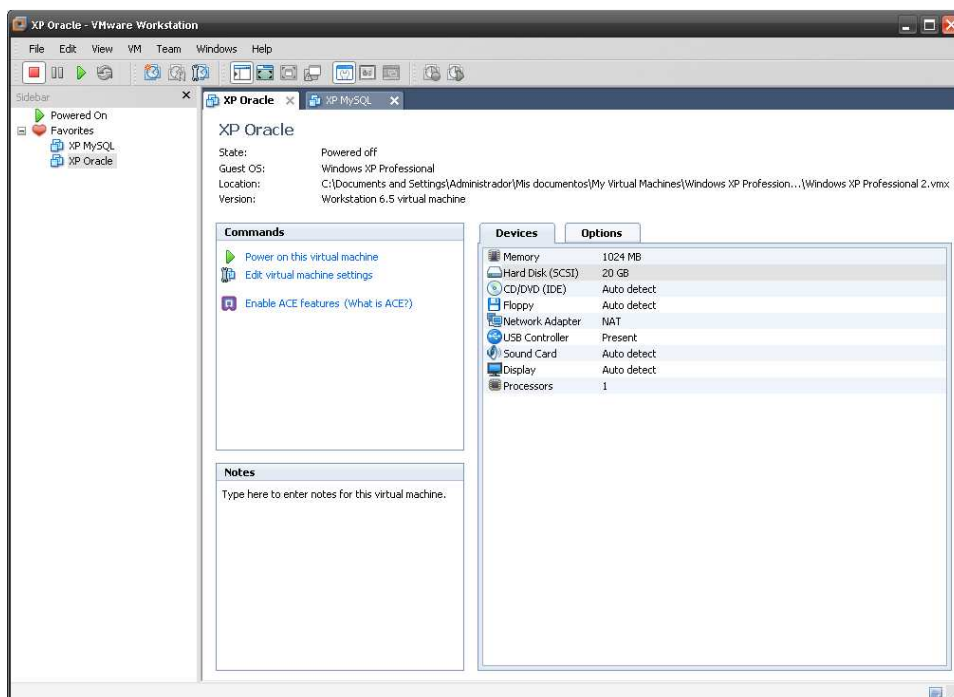 XP Oracle - VMware Workstation
File Edit View VM Team Windows Help
Sidebar
Powered On
Favorites
XP MySQL
XP Oracle
XP Oracle XP MySQL
XP Oracle
State: Powered off
Guest OS: Windows XP Professional
Location: C:\Documents and Settings\Administrador\Mis documentos\My Virtual Machines\Windows XP Profession...\Windows XP Professional 2.vmx
Version: Workstation 6.5 virtual machine
Commands
Power on this virtual machine
Edit virtual machine settings
Enable ACE features (What is ACE?)
Notes
Type here to enter notes for this virtual machine.
Devices Options
Memory 1024 MB
Hard Disk (SCSI) 20 GB
CD/DVD (IDE) Auto detect
Floppy Auto detect
Network Adapter NAT
USB Controller Present
Sound Card Auto detect
Display Auto detect
Processors 1